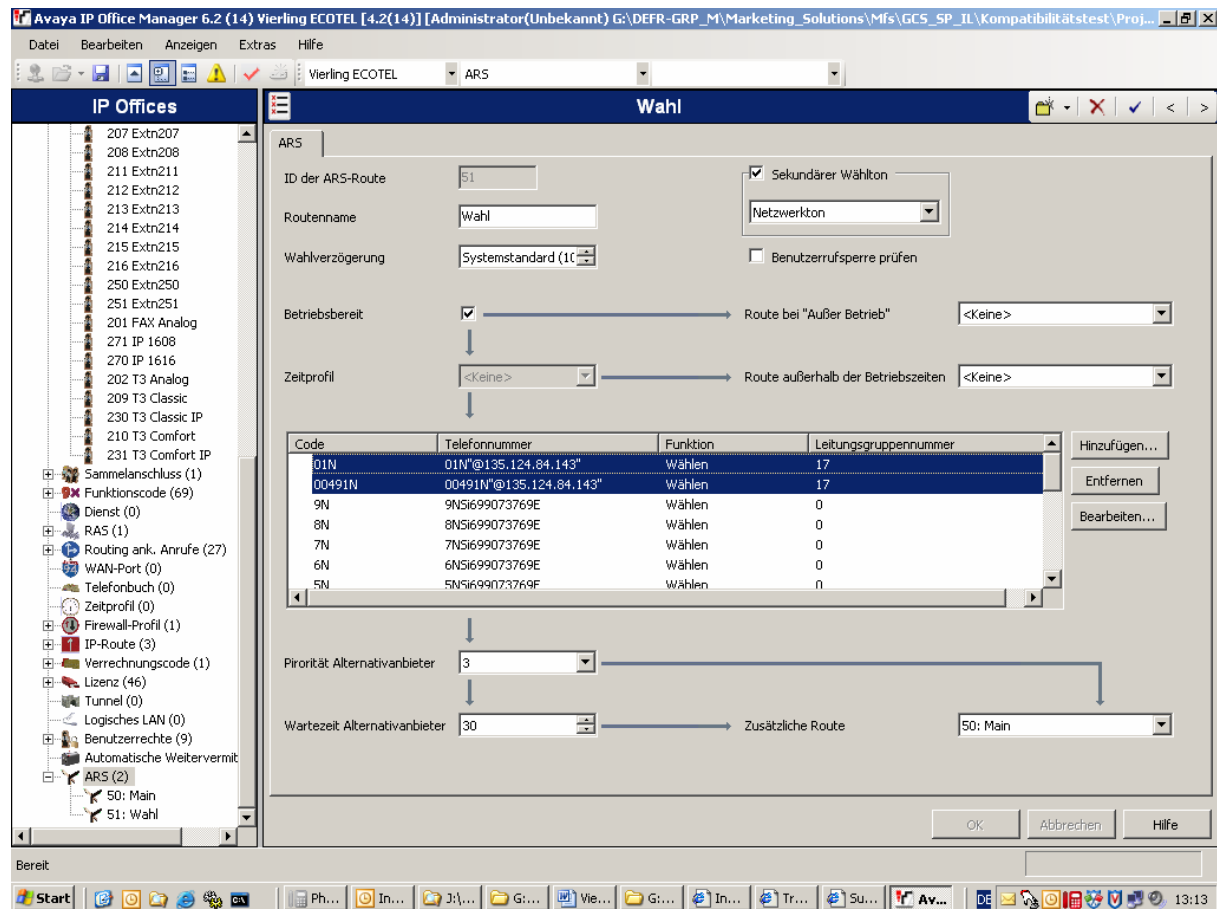 Avaya IP Office Manager 6.2 (14) Vierling ECOTEL [4.2(14)] [Administrator(Unbekannt) G:\DEFR-GRP_M\Marketing_Solutions\Mfs\GCS_SP_IL\Kompatibilitätstest\Proj...
Datei Bearbeiten Anzeigen Extras Hilfe
Vierling ECOTEL ARS
IP Offices
207 Extn207
208 Extn208
211 Extn211
212 Extn212
213 Extn213
214 Extn214
215 Extn215
216 Extn216
250 Extn250
251 Extn251
201 FAX Analog
271 IP 1608
270 IP 1616
202 T3 Analog
209 T3 Classic
230 T3 Classic IP
210 T3 Comfort
231 T3 Comfort IP
Sammelanschluss (1)
Funktionscode (69)
Dienst (0)
RAS (1)
Routing ank. Anrufe (27)
WAN-Port (0)
Telefonbuch (0)
Zeitprofil (0)
Firewall-Profil (1)
IP-Route (3)
Verrechnungscode (1)
Lizenz (46)
Tunnel (0)
Logisches LAN (0)
Benutzerrechte (9)
Automatische Weitervermit
ARS (2)
50: Main
51: Wahl
Wahl
ARS
ID der ARS-Route 51
Sekundärer Wählton
Routenname Wahl
Netzwerkton
Wahlverzögerung Systemstandard (10
Benutzerrufsperre prüfen
Betriebsbereit Route bei "Außer Betrieb" <Keine>
Zeitprofil <Keine> Route außerhalb der Betriebszeiten <Keine>
Code Telefonnummer Funktion Leitungsgruppennummer
01N 01N"@135.124.84.143" Wählen 17
00491N 00491N"@135.124.84.143" Wählen 17
9N 9NSi699073769E Wählen 0
8N 8NSi699073769E Wählen 0
7N 7NSi699073769E Wählen 0
6N 6NSi699073769E Wählen 0
5N 5NSi699073769E Wählen 0
Hinzufügen...
Entfernen
Bearbeiten...
Pirorität Alternativanbieter 3
Wartezeit Alternativanbieter 30 Zusätzliche Route 50: Main
OK Abbrechen Hilfe
Bereit
Start Ph... In... J:\... G:... Vie... G:... In... Tr... Su... Av... DE 13:13